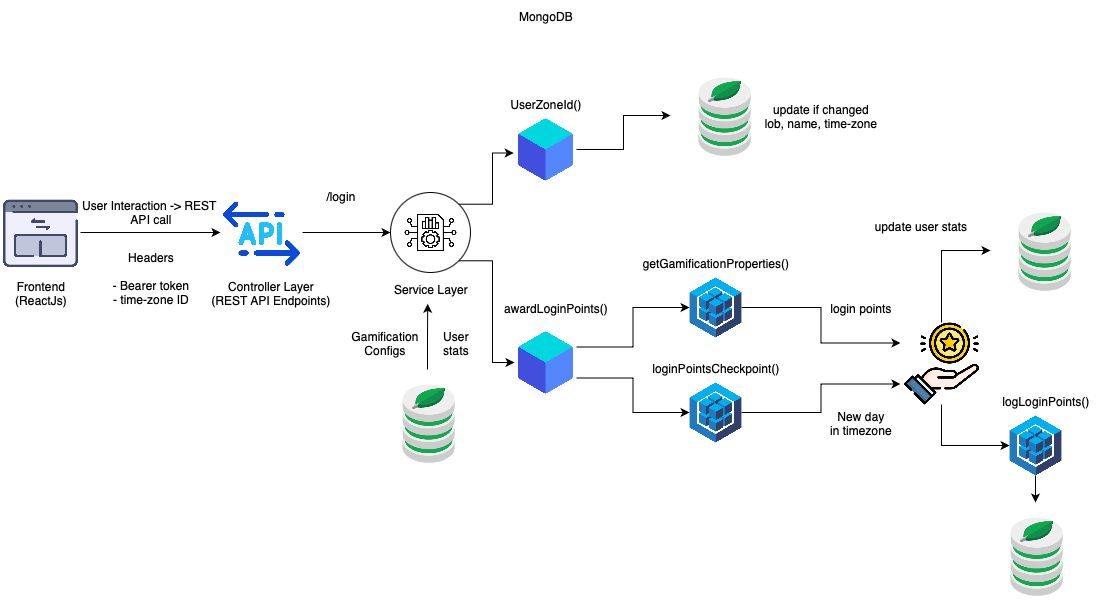 MongoDB
UserZoneId()
update if changed
lob, name, time-zone
User Interaction -> REST
API call
/login
API
Headers
- Bearer token
- time-zone ID
Frontend
(ReactJs)
Controller Layer
(REST API Endpoints)
Service Layer
Gamification
Configs
User
stats
awardLoginPoints()
getGamificationProperties()
loginPointsCheckpoint()
login points
New day
in timezone
update user stats
logLoginPoints()